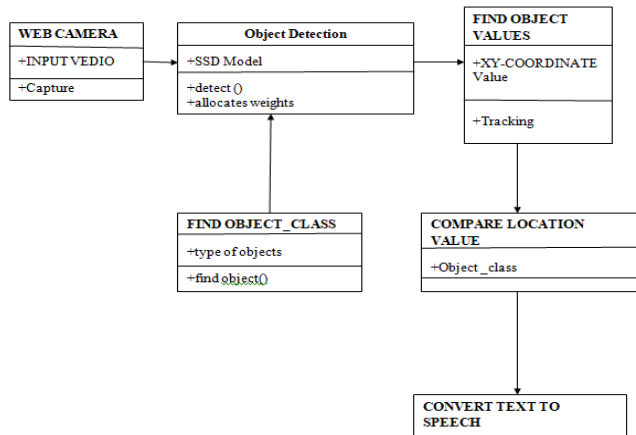 WEB CAMERA
+INPUT VEDIO
+Capture
Object Detection
+SSD Model
+detect ()
+allocates weights
FIND OBJECT
VALUES
+XY-COORDINATE
Value
+Tracking
FIND OBJECT_CLASS
+type of objects
+find object()
COMPARE LOCATION
VALUE
+Object _class
CONVERT TEXT TO
SPEECH